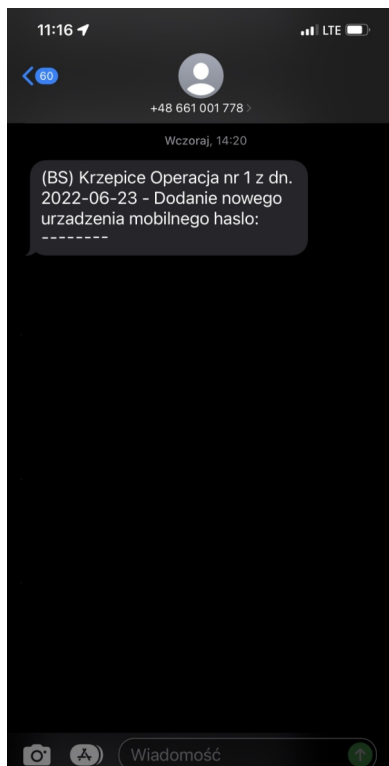 11:16
LTE
60
+48 661 001 778
Wczoraj, 14:20
(BS) Krzepice Operacja nr 1 z dn.
2022-06-23 - Dodanie nowego
urzadzenia mobilnego haslo:
--------
Wiadomość